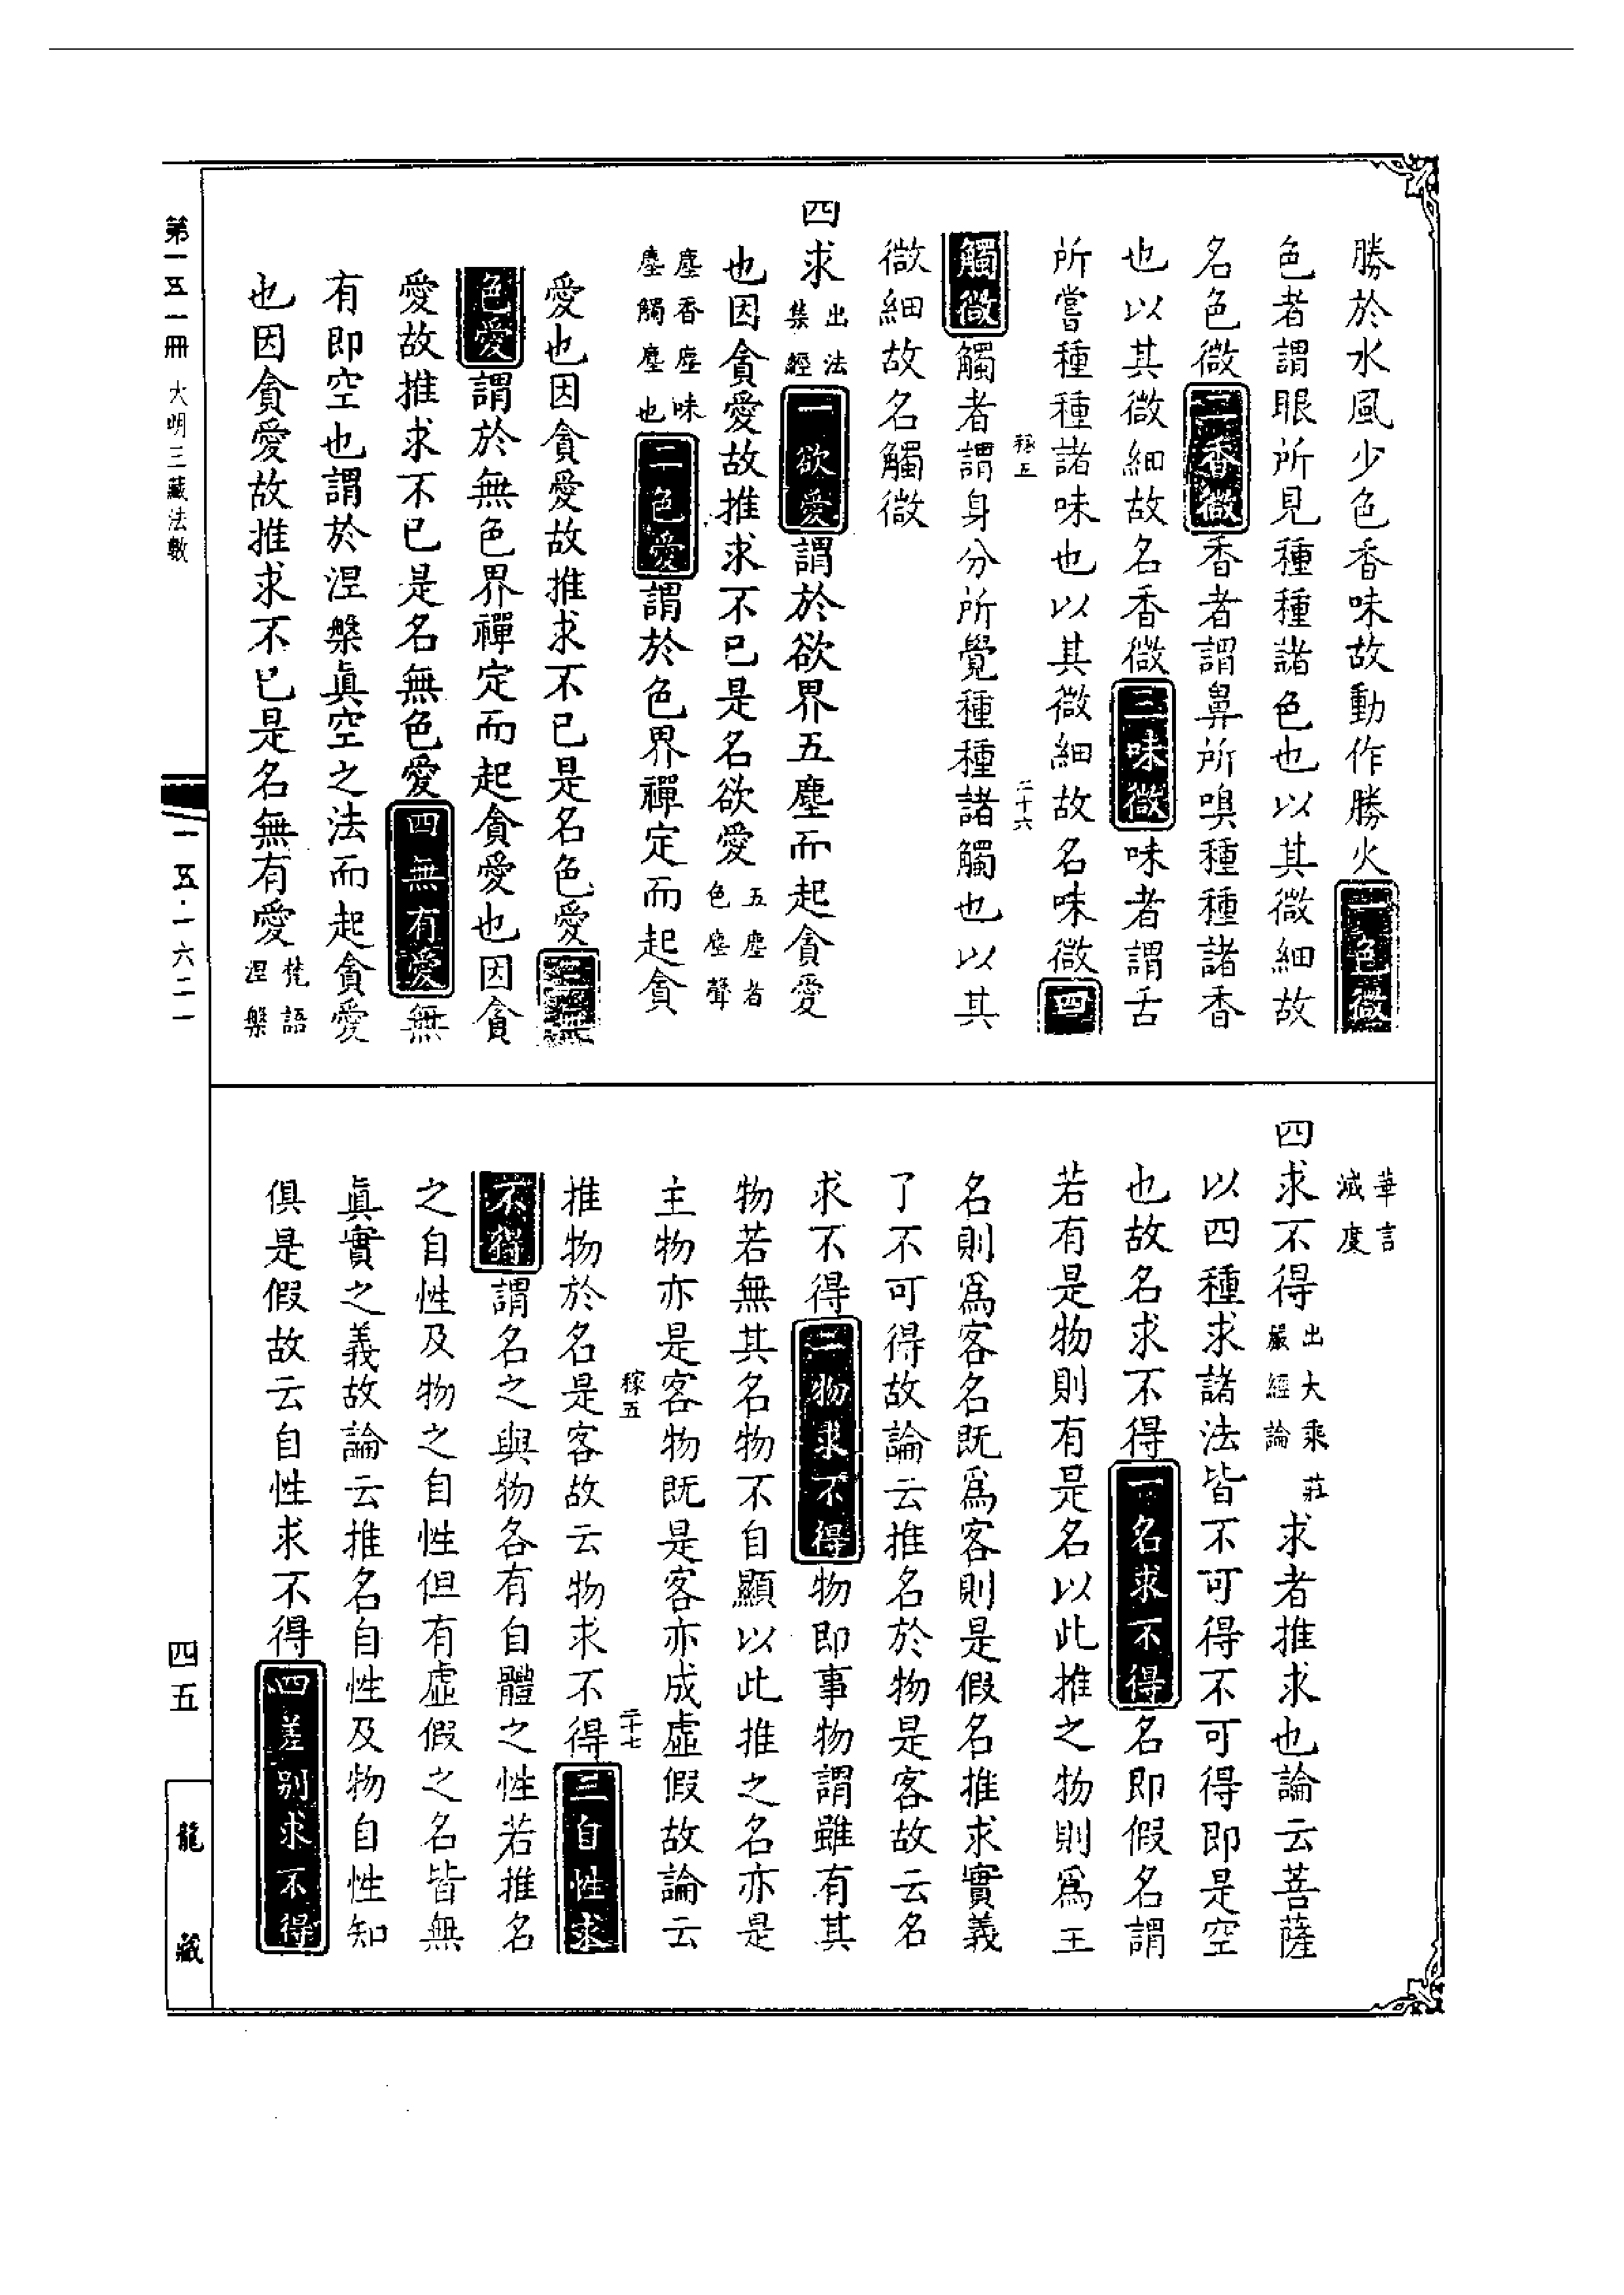 勝於水風少色香味故動作勝火一色微
色者謂眼所見種種諸色也以其微細故
名色微二香微香者謂鼻所嗅種種諸香
也以其微細故名香微三味微味者謂舌
所嘗種種諸味也以其微細故名味微四
稼五 二十六
觸微觸者謂身分所覺種種諸觸也以其
微細故名觸微
四求出法集經一欲愛謂於欲界五塵而起貪愛
也因貪愛故推求不已是名欲愛五塵者色塵聲
塵香塵味塵觸塵也二色愛謂於色界禪定而起貪
愛也因貪愛故推求不已是名色愛三無
色愛謂於無色界禪定而起貪愛也因貪
愛故推求不已是名無色愛四無有愛無
有即空也謂於涅槃眞空之法而起貪愛
也因貪愛故推求不已是名無有愛梵語涅槃
華言滅度
四求不得出大乘莊嚴經論求者推求也論云菩薩
以四種求諸法皆不可得不可得即是空
也故名求不得一名求不得名即假名謂
若有是物則有是名以此推之物則爲王
名則爲客名既爲客則是假名推求實義
了不可得故論云推名於物是客故云名
求不得二物求不得物即事物謂雖有其
物若無其名物不自顯以此推之名亦是
主物亦是客物既是客亦成虛假故論云
稼五 二十七
推物於名是客故云物求不得三自性求
不得謂名之與物各有自體之性若推名
之自性及物之自性但有虛假之名皆無
眞實之義故論云推名自性及物自性知
俱是假故云自性求不得四差別求不得
第一五一冊 大明三藏法數
一五·一六二一
四五
龍藏